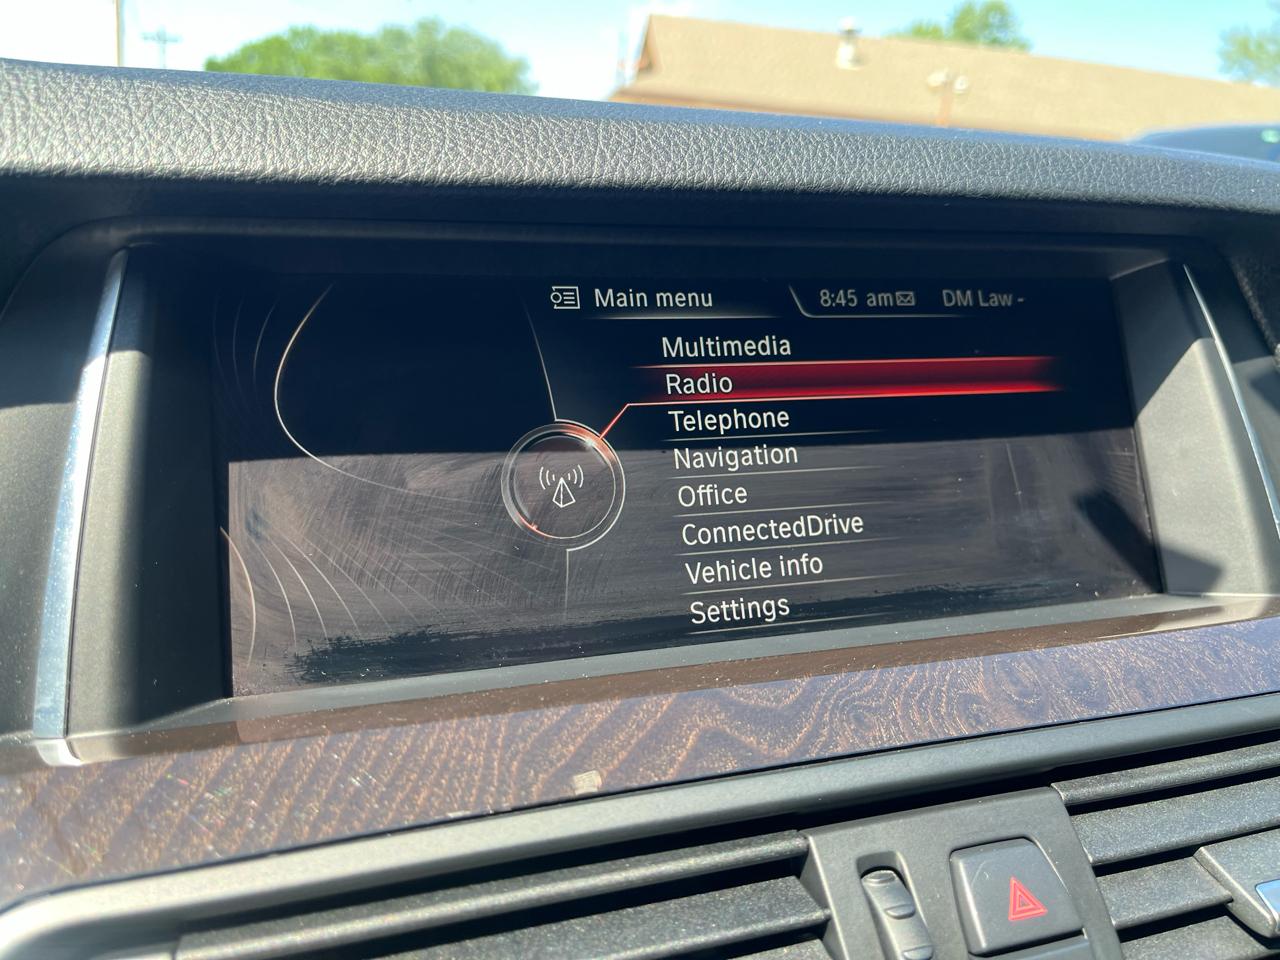 Main menu 8:45 am DM Law -
Multimedia
Radio
Telephone
Navigation
Office
ConnectedDrive
Vehicle info
Settings